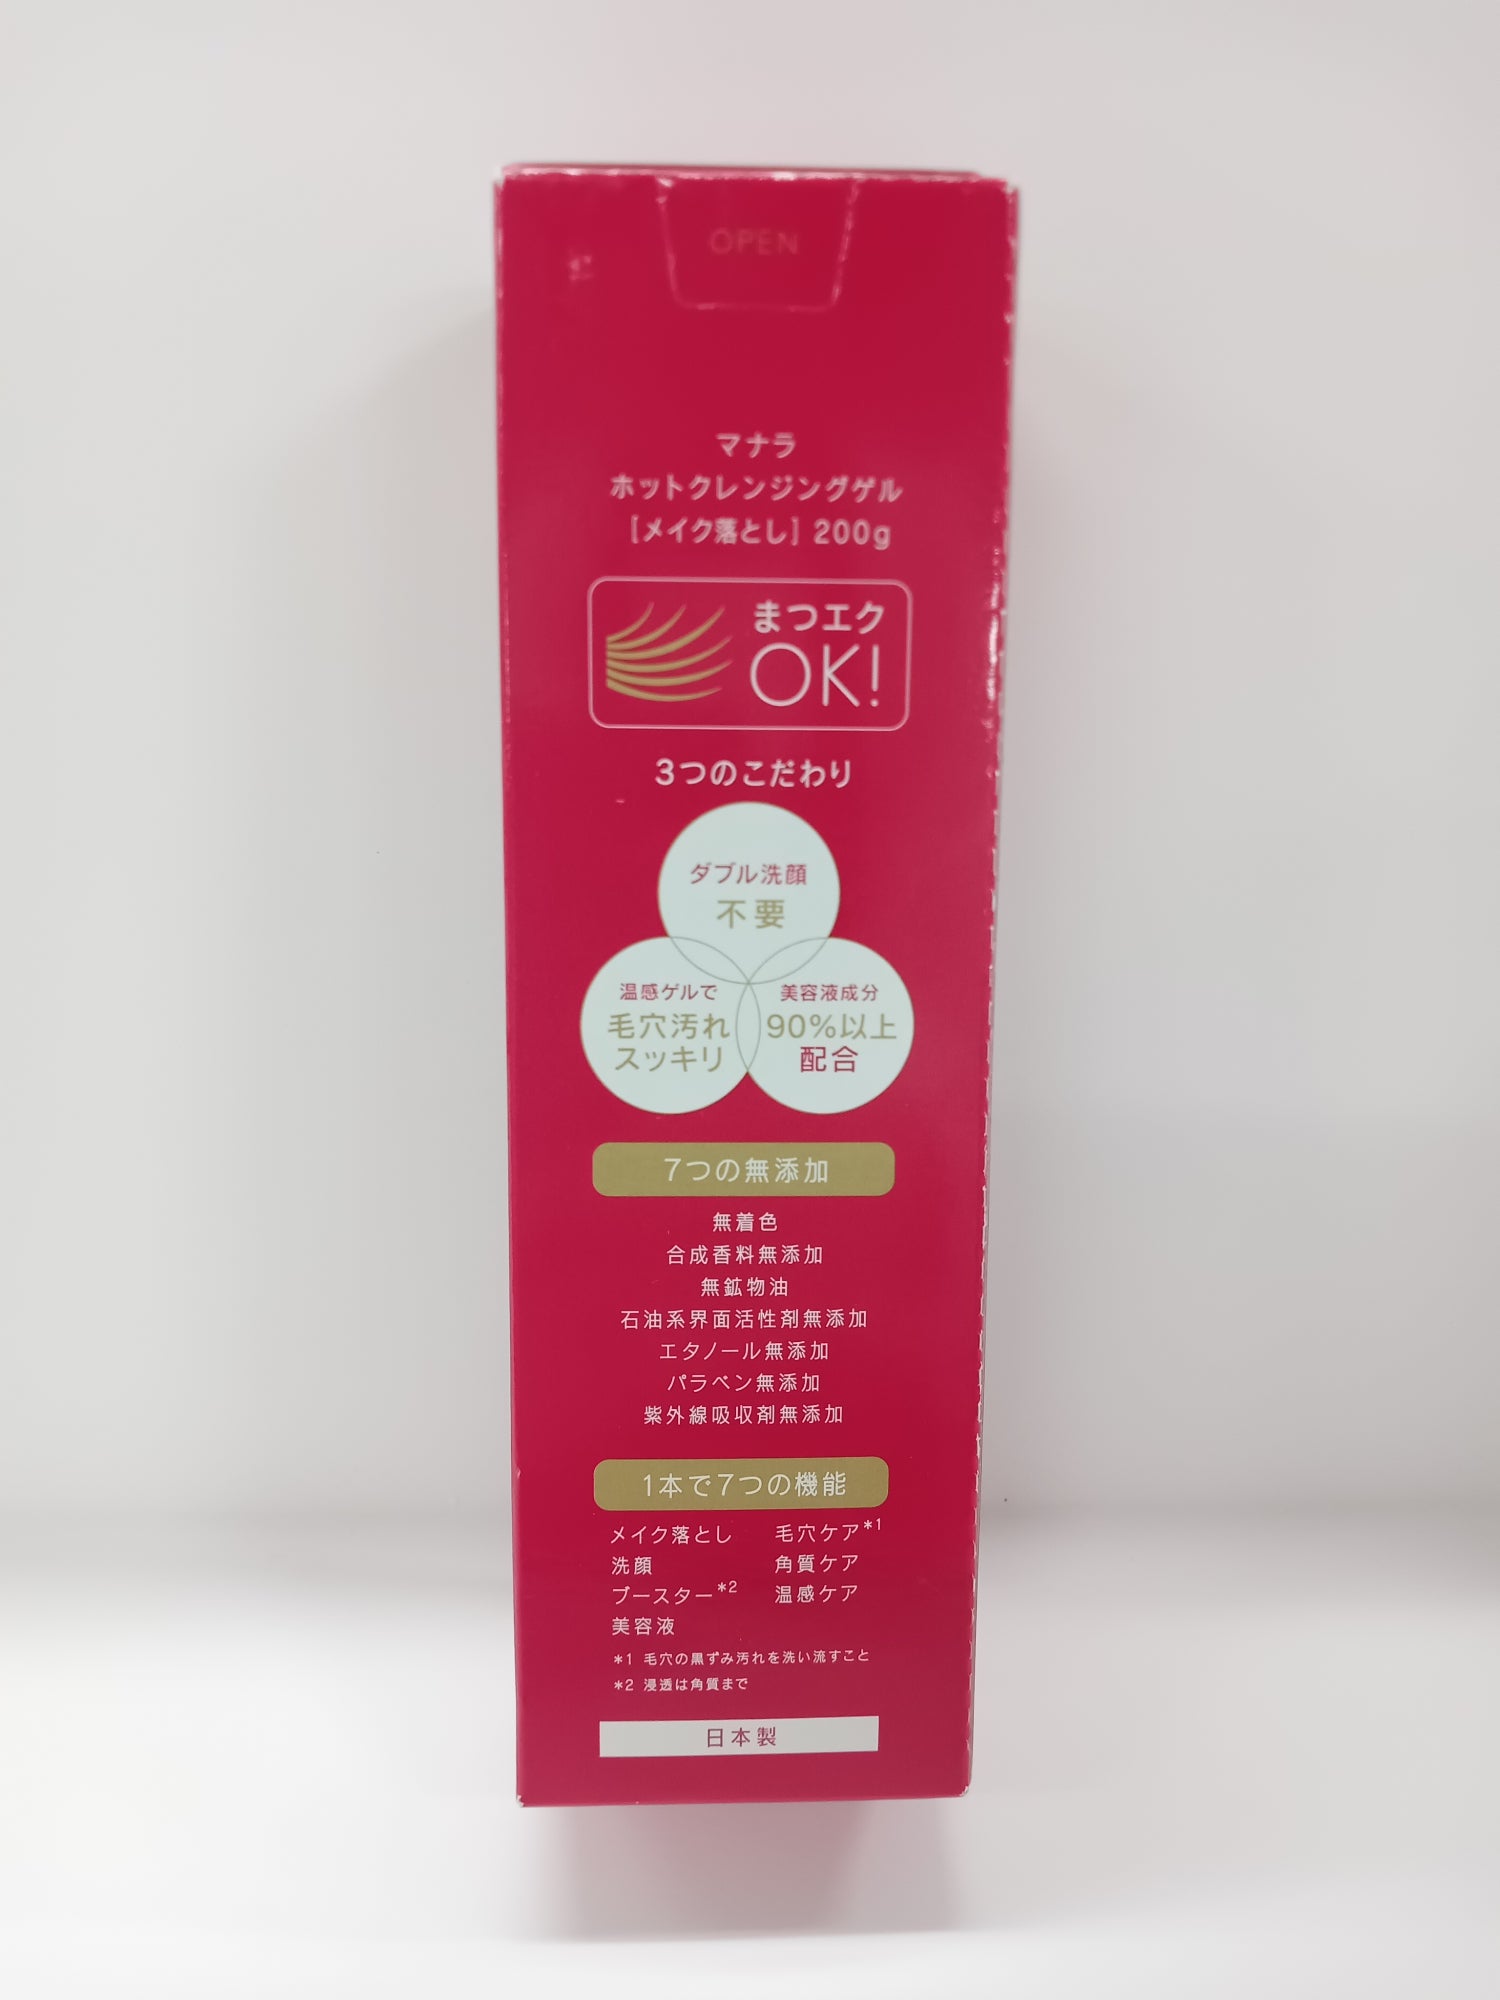 OPEN
マナラ
ホットクレンジングゲル
[メイク落とし] 200g
まつエク
OK!
3つのこだわり
ダブル洗顔
不要
温感ゲルで
毛穴汚れ
スッキリ
美容液成分
90%以上
配合
7つの無添加
無着色
合成香料無添加
無鉱物油
石油系界面活性剤無添加
エタノール無添加
パラベン無添加
紫外線吸収剤無添加
1本で7つの機能
メイク落とし
洗顔
ブースター*2
美容液
毛穴ケア*1
角質ケア
温感ケア
*1 毛穴の黒ずみ汚れを洗い流すこと
*2 浸透は角質まで
日本製